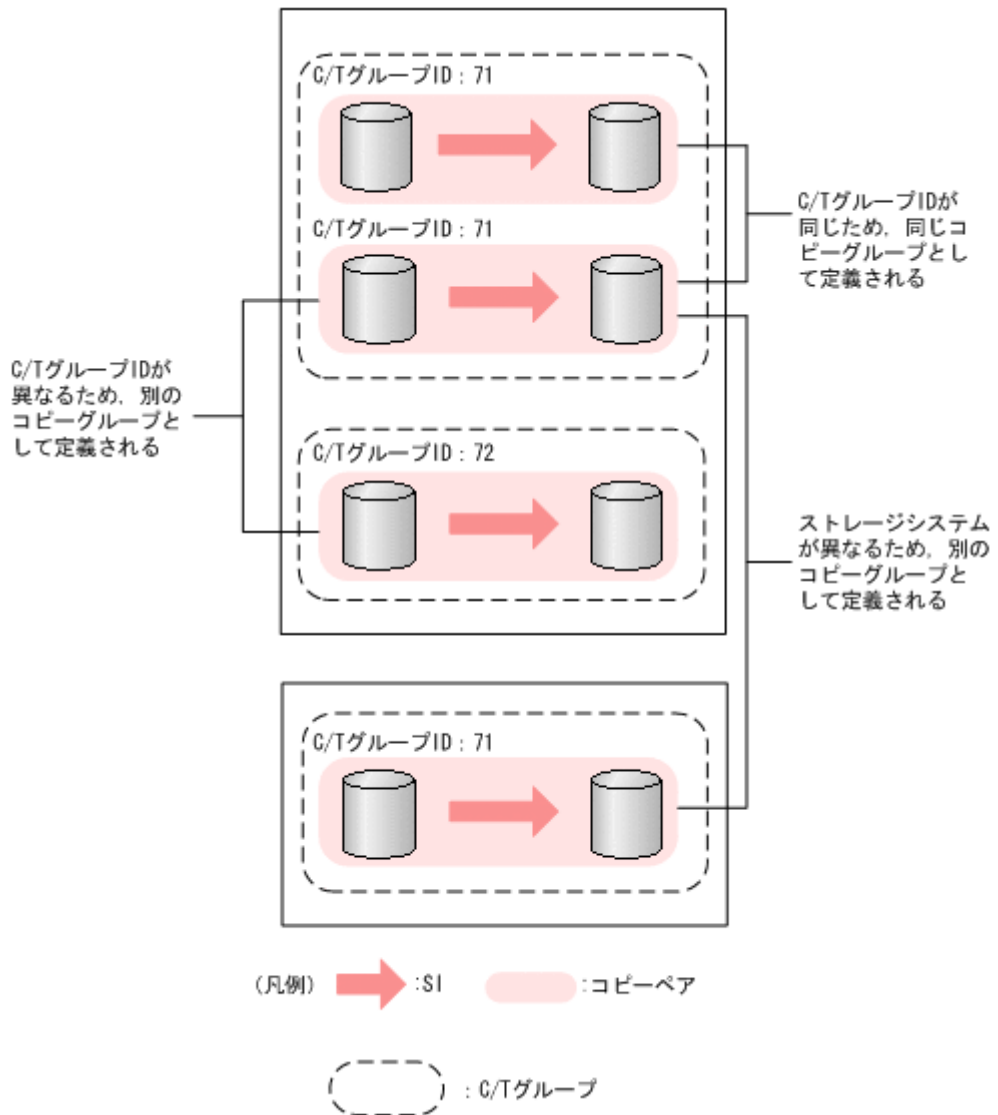 C/TグループID：71
C/TグループID：71
C/TグループIDが
同じため，同じコ
ピーグループとし
て定義される
C/TグループIDが
異なるため，別の
コピーグループと
して定義される
C/TグループID：72
ストレージシステム
が異なるため，別の
コピーグループと
して定義される
C/TグループID：71
（凡例） ：SI ：コピーペア
：C/Tグループ